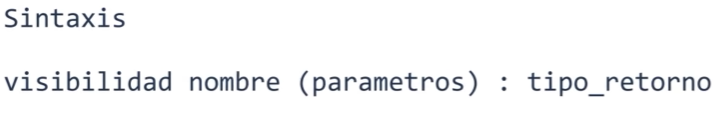 Sintaxis
visibilidad nombre (parametros) : tipo_retorno